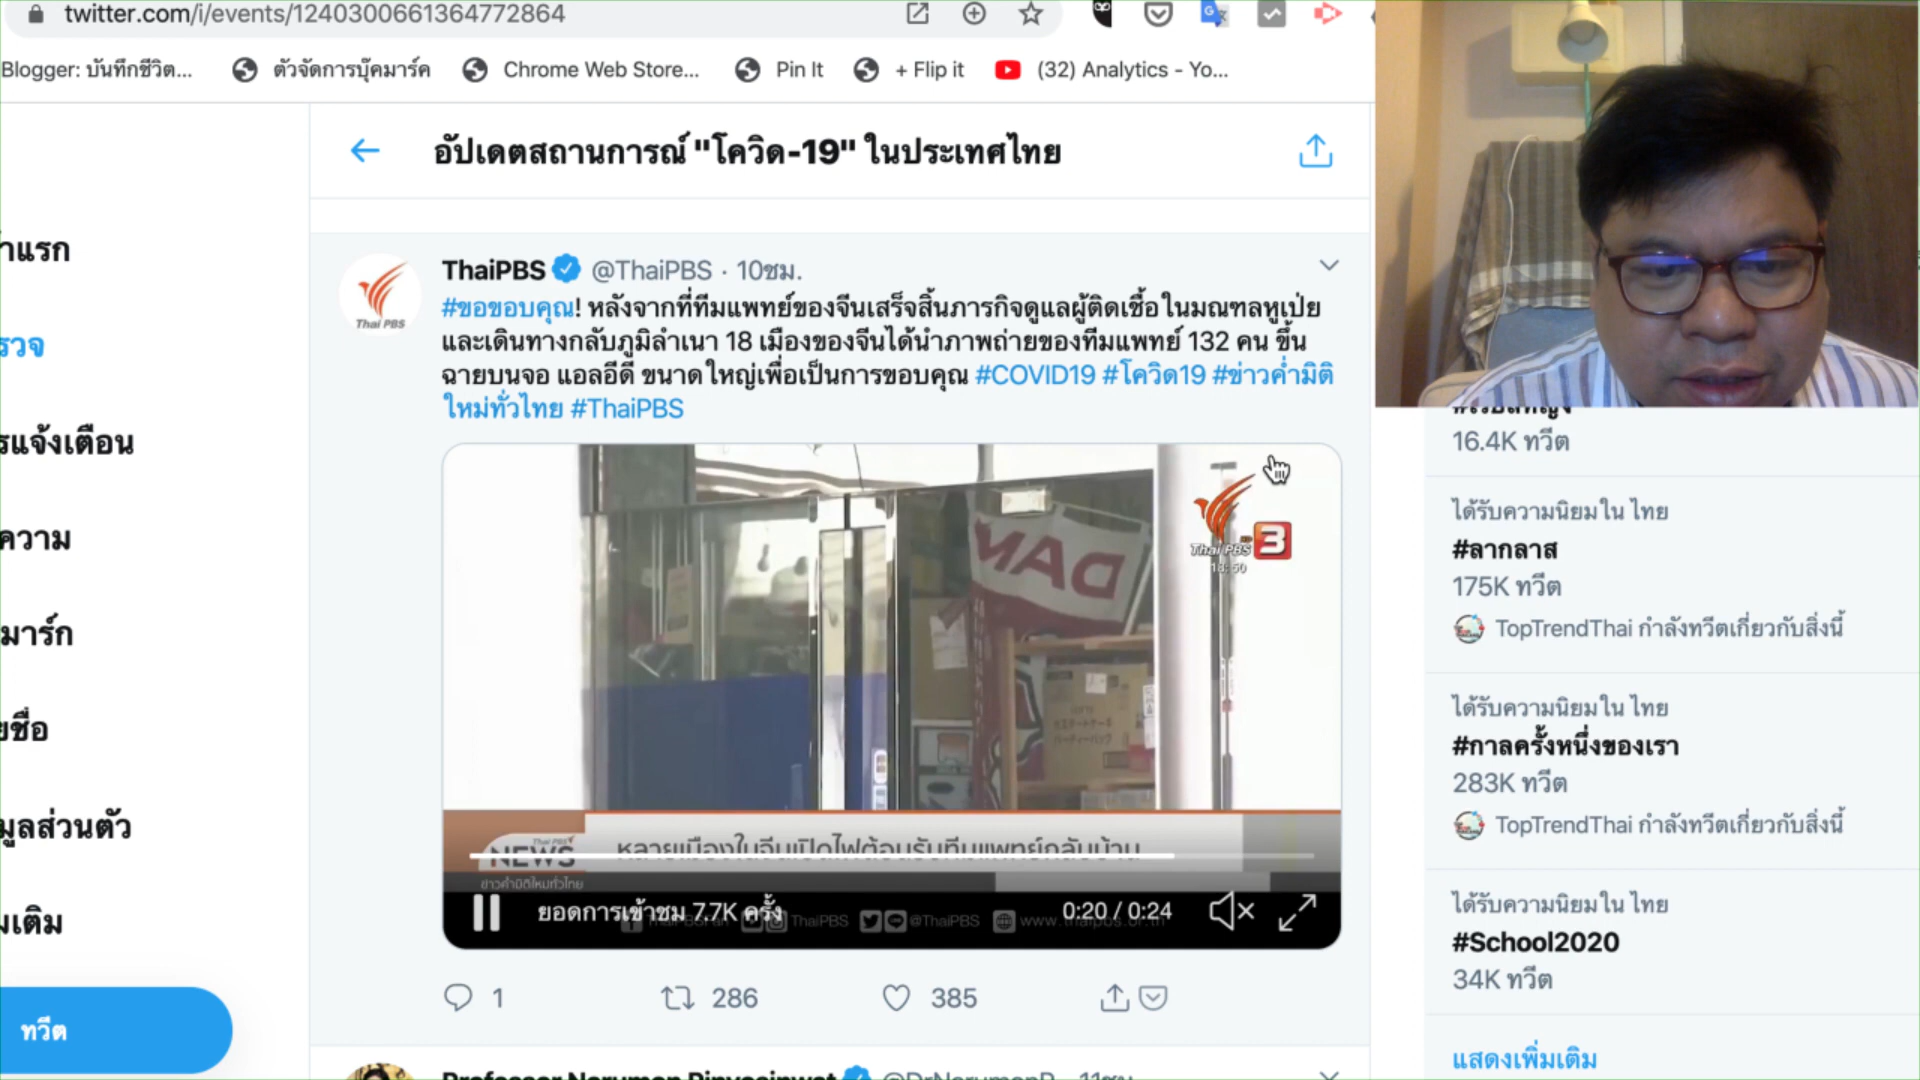 twitter.com/i/events/1240300661364772864
Blogger: บันทึกชีวิต...
ตัวจัดการบุ๊คมาร์ค
Chrome Web Store...
Pin It
+ Flip it
(32) Analytics - Yo...
อัปเดตสถานการณ์ "โควิด-19" ในประเทศไทย
าแรก
รวจ
รแจ้งเตือน
ความ
มาร์ก
ยชื่อ
มูลส่วนตัว
มเติม
ทวีต
ThaiPBS @ThaiPBS · 10ชม.
#ขอขอบคุณ! หลังจากที่ทีมแพทย์ของจีนเสร็จสิ้นภารกิจดูแลผู้ติดเชื้อในมณฑลหูเป่ย
และเดินทางกลับภูมิลำเนา 18 เมืองของจีนได้นำภาพถ่ายของทีมแพทย์ 132 คน ขึ้น
ฉายบนจอ แอลอีดี ขนาดใหญ่เพื่อเป็นการขอบคุณ #COVID19 #โควิด19 #ข่าวค่ำมิติ
ใหม่ทั่วไทย #ThaiPBS
Thai PBS
Thai PBS 3
DAM
Thai PBS
NEWS
หลายเมืองในจีนเปิดไฟต้อนรับทีมแพทย์กลับบ้าน
ข่าวค่ำมิติใหม่ทั่วไทย
ยอดการเข้าชม 7.7K ครั้ง
ThaiPBS
@ThaiPBS
www.thaipbs.or.th
0:20 / 0:24
1
286
385
16.4K ทวีต
ได้รับความนิยมใน ไทย
#ลากลาส
175K ทวีต
TopTrendThai กำลังทวีตเกี่ยวกับสิ่งนี้
ได้รับความนิยมใน ไทย
#กาลครั้งหนึ่งของเรา
283K ทวีต
TopTrendThai กำลังทวีตเกี่ยวกับสิ่งนี้
ได้รับความนิยมใน ไทย
#School2020
34K ทวีต
แสดงเพิ่มเติม